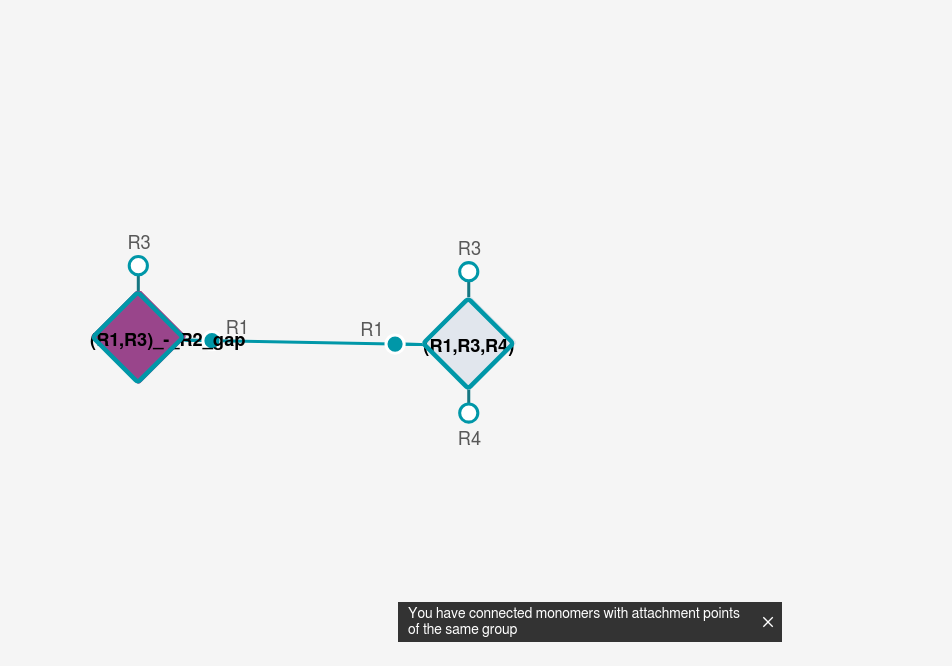 R3
R3
R1
R1
(R1,R3)_-_R2_gap
(R1,R3,R4)
R4
You have connected monomers with attachment points
of the same group